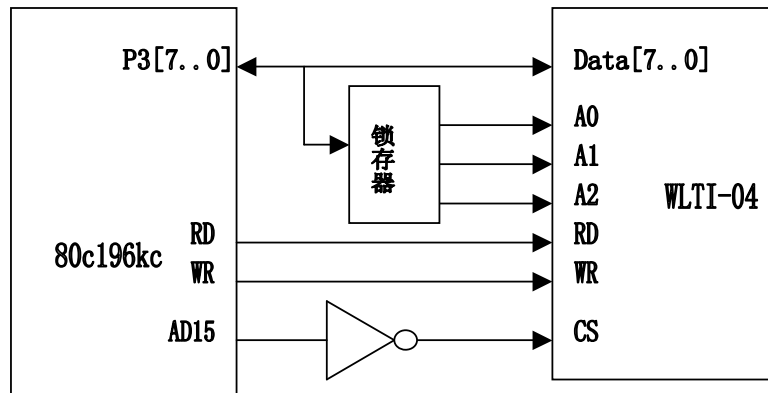 P3[7..0]
Data[7..0]
锁存器
A0
A1
A2
WLTI-04
80c196kc
RD
RD
WR
WR
AD15
CS